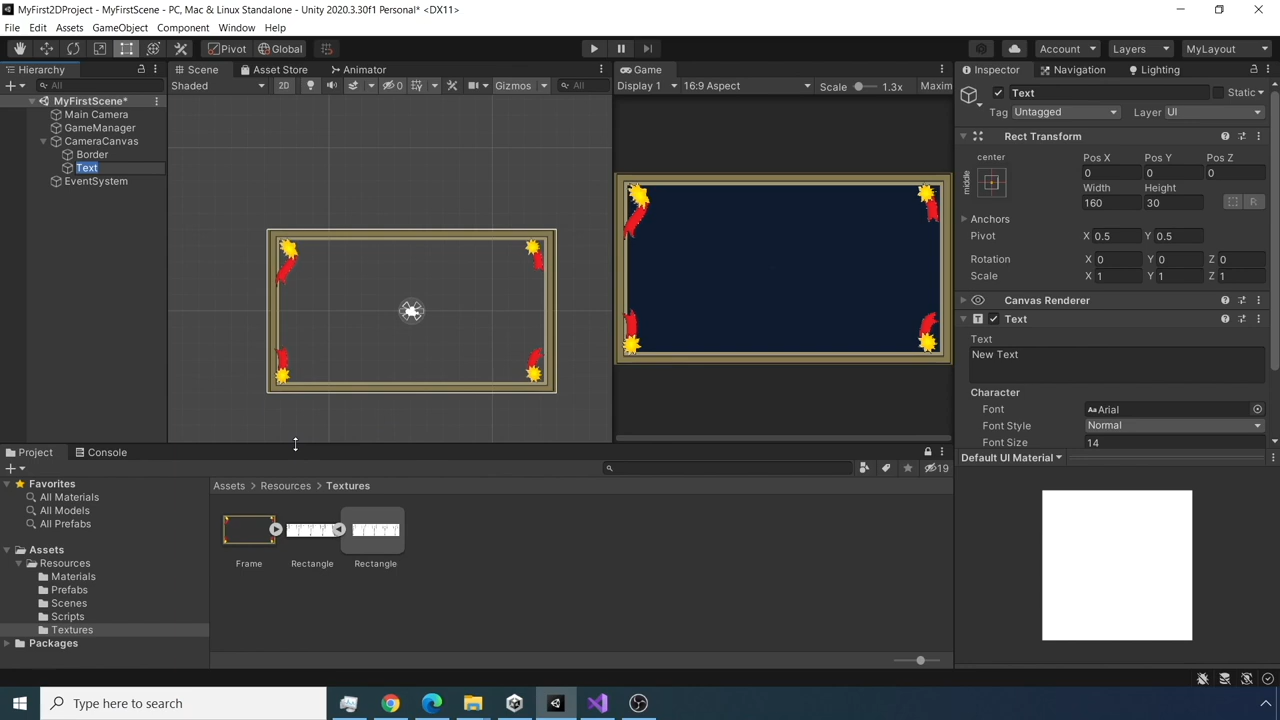 MyFirst2DProject - MyFirstScene - PC, Mac & Linux Standalone - Unity 2020.3.30f1 Personal* <DX11>
File Edit Assets GameObject Component Window Help
Pivot Global Account Layers MyLayout
Hierarchy
All
MyFirstScene*
Main Camera
GameManager
CameraCanvas
Border
Text
EventSystem
Scene Asset Store Animator
Shaded 2D 0 Gizmos All
Game
Display 1 16:9 Aspect Scale 1.3x Maxim
Inspector Navigation Lighting
Text Static
Tag Untagged Layer UI
Rect Transform
center
middle
Pos X Pos Y Pos Z
0 0 0
Width Height
160 30
R
Anchors
Pivot X 0.5 Y 0.5
Rotation X 0 Y 0 Z 0
Scale X 1 Y 1 Z 1
Canvas Renderer
Text
Text
New Text
Character
Font Arial
Font Style Normal
Font Size 14
Default UI Material
Project Console
19
Favorites
All Materials
All Models
All Prefabs
Assets
Resources
Materials
Prefabs
Scenes
Scripts
Textures
Packages
Assets Resources Textures
Frame Rectangle Rectangle
Type here to search